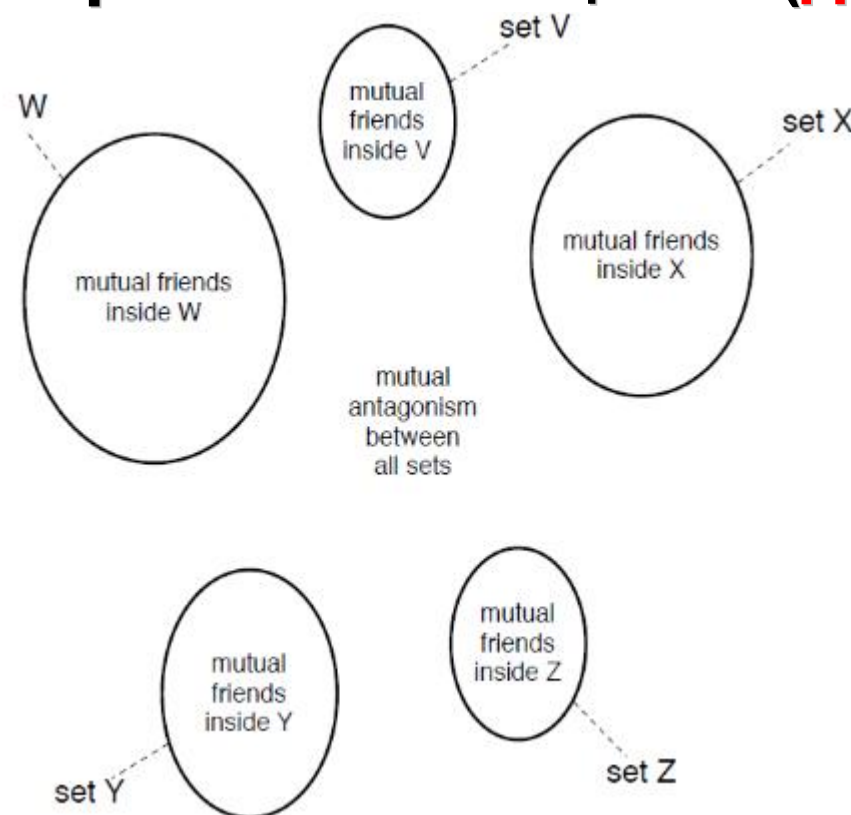 set V
mutual
friends
inside V
W
set X
mutual friends
inside X
mutual friends
inside W
mutual
antagonism
between
all sets
mutual
friends
inside Z
mutual
friends
inside Y
set Z
set Y